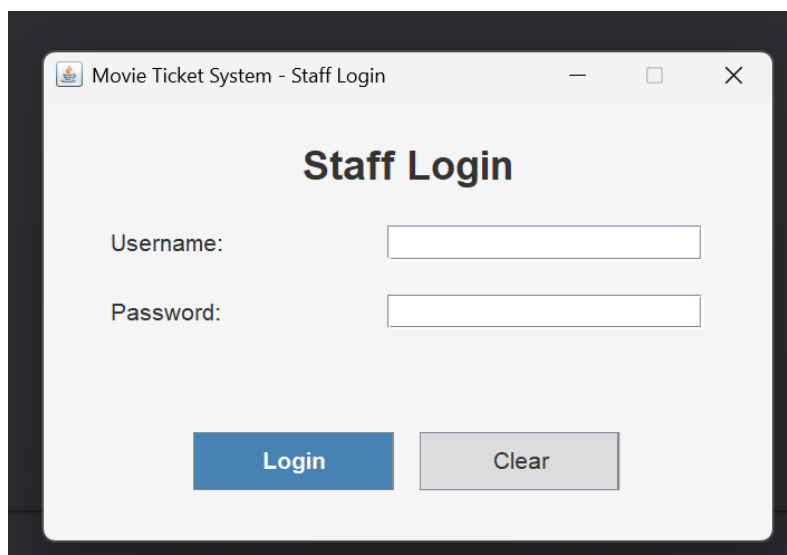 Movie Ticket System - Staff Login
Staff Login
Username:
Password:
Login Clear